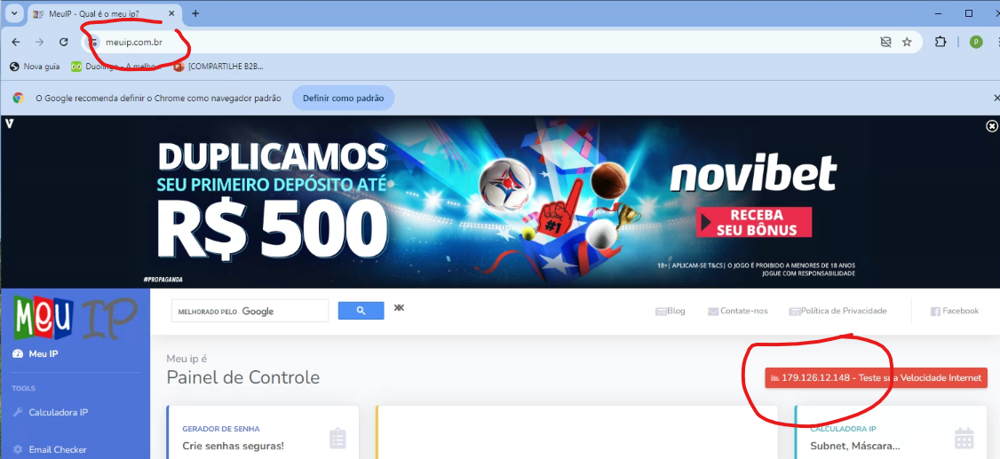 MeuIP - Qual é o meu ip?
meuip.com.br
P
Nova guia
[COMPARTILHE B2B...
O Google recomenda definir o Chrome como navegador padrão
Definir como padrão
V
DUPLICAMOS
SEU PRIMEIRO DEPÓSITO ATÉ
R$ 500
#1
novibet
RECEBA
SEU BÔNUS
18+| APLICAM-SE T&CS| O JOGO É PROIBIDO A MENORES DE 18 ANOS
JOGUE COM RESPONSABILIDADE
#PROPAGANDA
Meu IP
MELHORADO PELO Google
Blog
Contate-nos
Política de Privacidade
Facebook
Meu IP
Meu ip é
Painel de Controle
179.126.12.148 - Teste sua Velocidade Internet
TOOLS
Calculadora IP
Email Checker
GERADOR DE SENHA
Crie senhas seguras!
CALCULADORA IP
Subnet, Máscara...